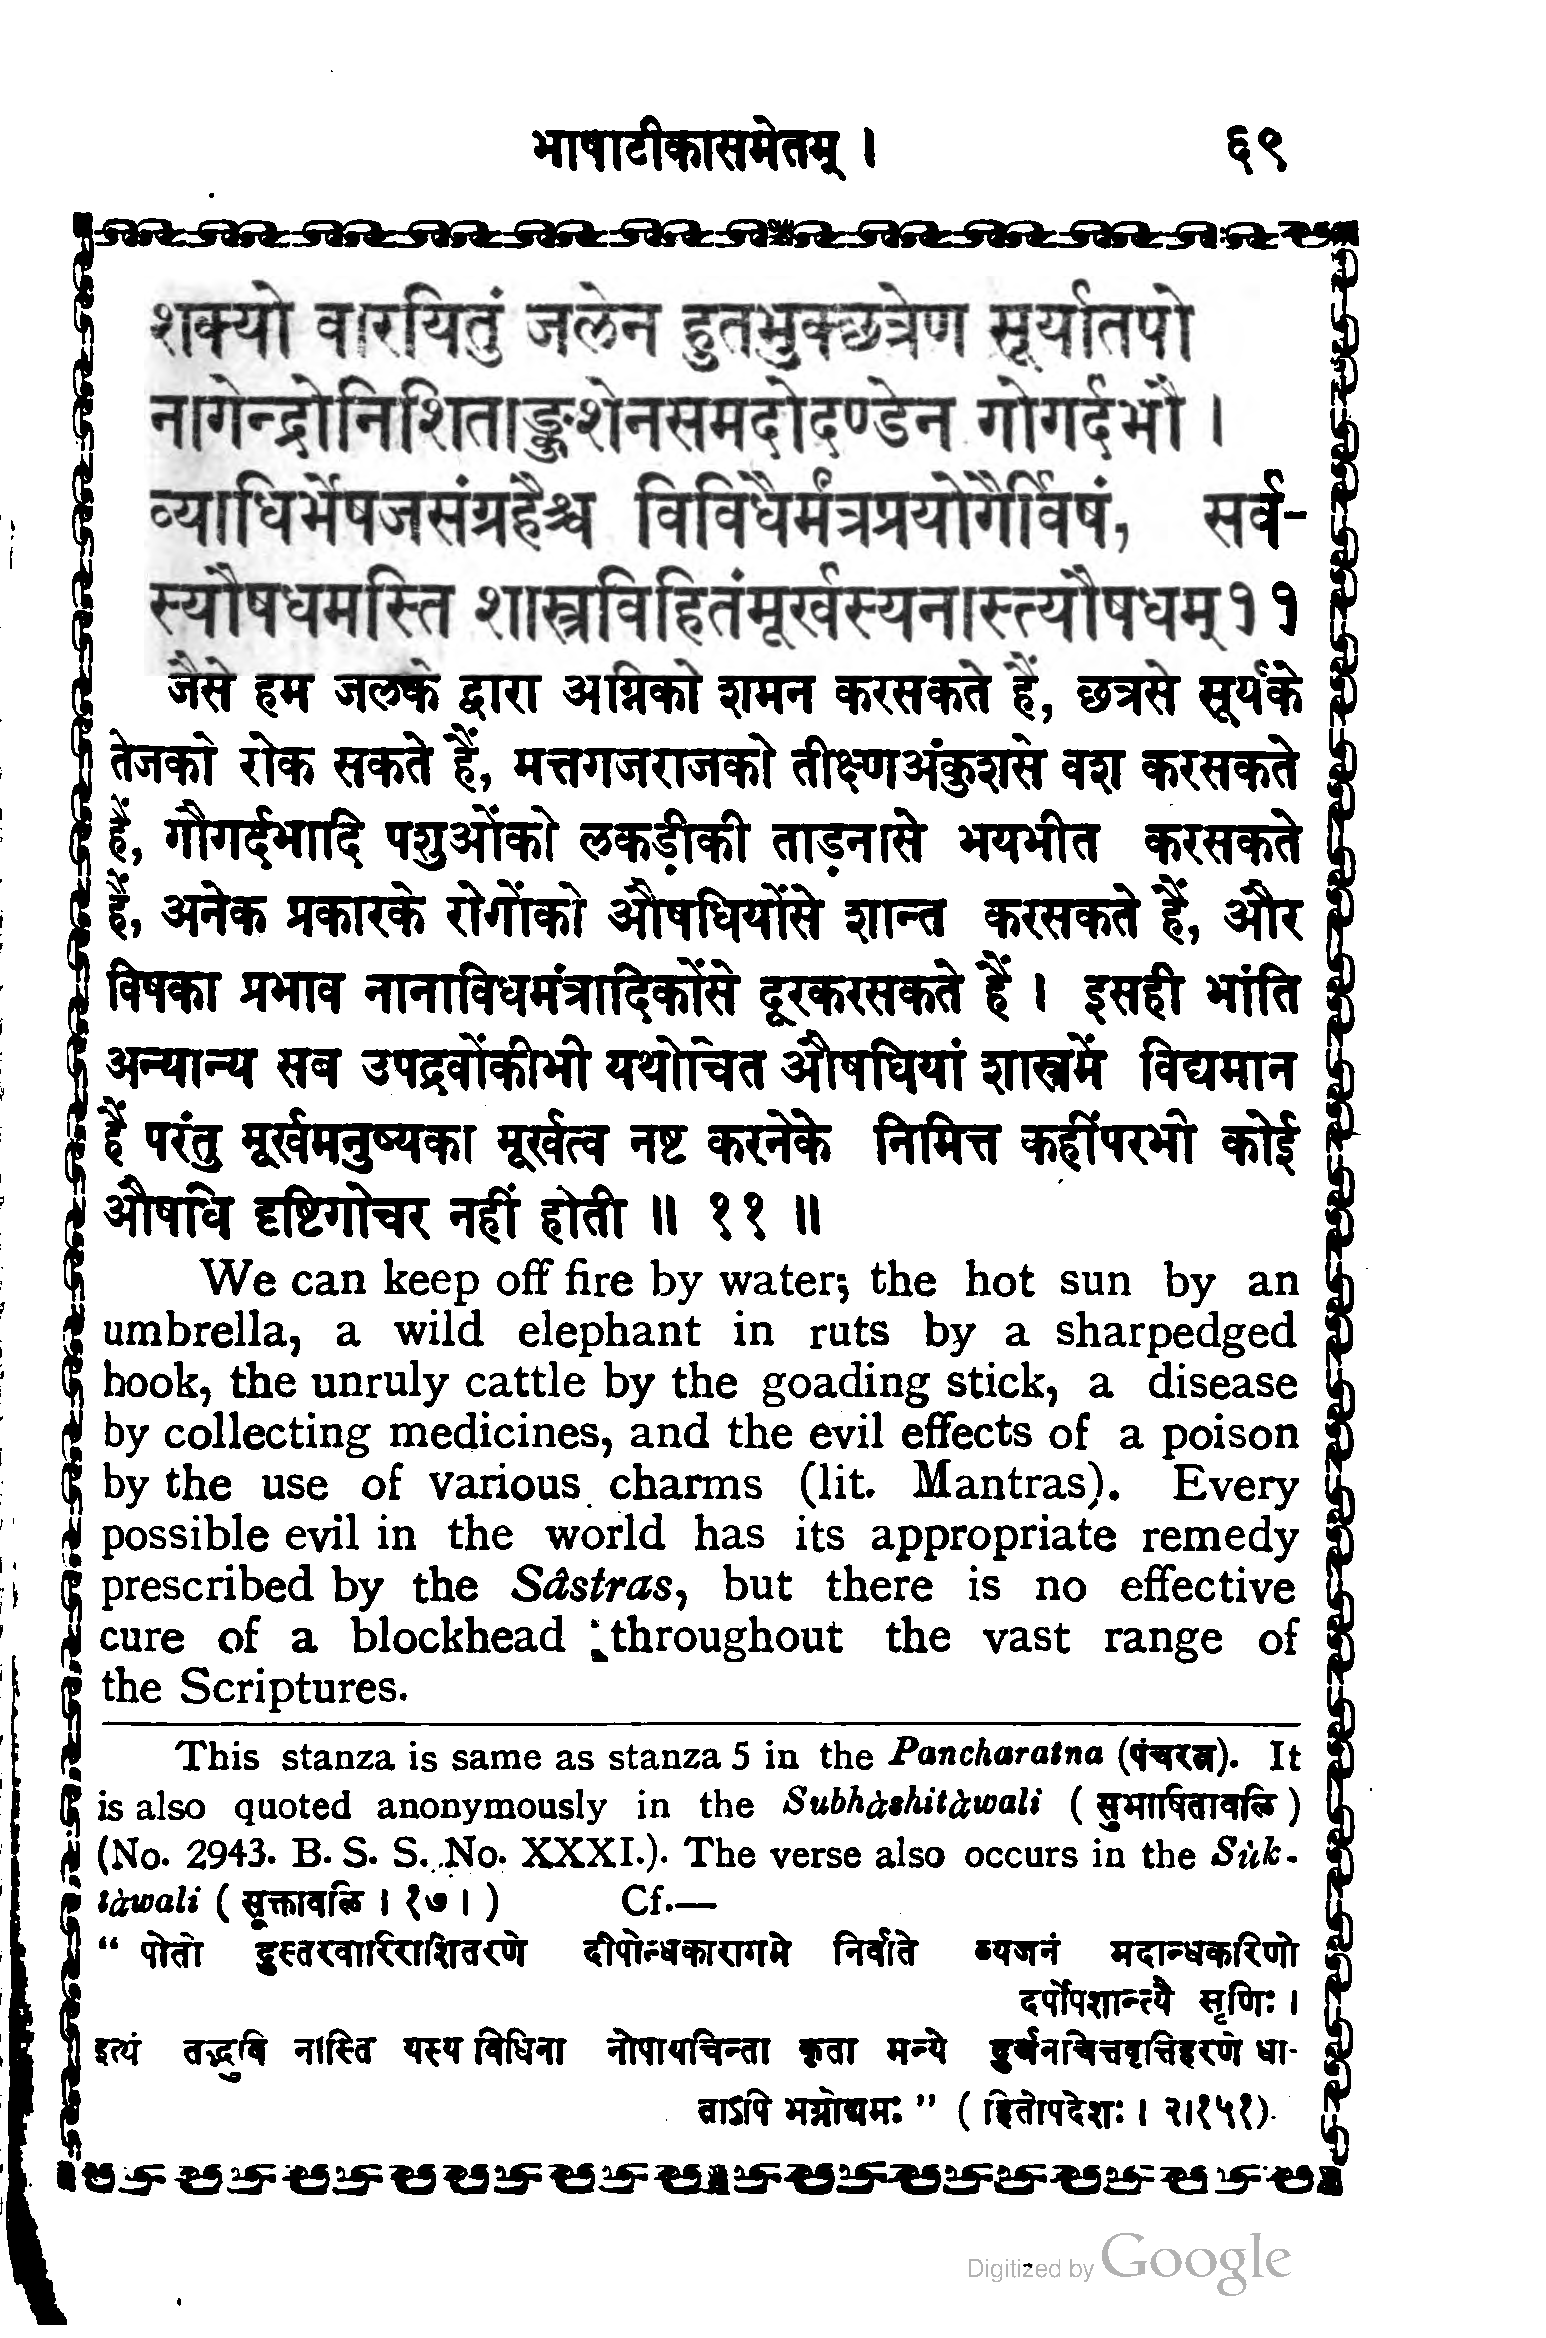 भाषाटीकासमेतम् । ६९
शक्यो वारयितुं जलेन हुतभुक्छत्रेण सूर्यातपो
नागेन्द्रोनिशिताङ्कुशेनसमदोदण्डेन गोगर्दभौ ।
व्याधिर्भेषजसंग्रहैश्च विविधैर्मंत्रप्रयोगैर्विषं, सर्व-
स्यौषधमस्ति शास्त्रविहितंमूर्खस्यनास्त्यौषधम्११
जैसे हम जलके द्वारा अग्निको शमन करसकते हैं, छत्रसे सूर्यके
तेजको रोक सकते हैं, मत्तगजराजको तीक्ष्णअंकुशसे वश करसकते
हैं, गौगर्दभादि पशुओंको लकड़ीकी ताड़नासे भयभीत करसकते
हैं, अनेक प्रकारके रोगोंको औषधियोंसे शान्त करसकते हैं, और
विषका प्रभाव नानाविधमंत्रादिकोंसे दूरकरसकते हैं । इसही भांति
अन्यान्य सब उपद्रवोंकीभी यथोचित औषधियां शास्त्रमें विद्यमान
हैं परंतु मूर्खमनुष्यका मूर्खत्व नष्ट करनेके निमित्त कहींपरभी कोई
औषधि दृष्टिगोचर नहीं होती ॥ ११ ॥
We can keep off fire by water; the hot sun by an
umbrella, a wild elephant in ruts by a sharpedged
hook, the unruly cattle by the goading stick, a disease
by collecting medicines, and the evil effects of a poison
by the use of various charms (lit. Mantras). Every
possible evil in the world has its appropriate remedy
prescribed by the Sâstras, but there is no effective
cure of a blockhead throughout the vast range of
the Scriptures.
This stanza is same as stanza 5 in the Pancharatna (पंचरत्न). It
is also quoted anonymously in the Subhàshitàwali ( सुभाषितावलि )
(No. 2943. B. S. S. No. XXXI.). The verse also occurs in the Sùk-
tàwali ( सूक्तावलि । १७ । ) Cf.—
“ पोतो दुस्तरवारिराशितरणे दीपोन्धकारागमे निर्वाते व्यजनं मदान्धकरिणो
दर्पोपशान्त्यै सृणिः ।
इत्थं तद्भुवि नास्ति यस्य विधिना नोपायचिन्ता कृता मन्ये दुर्जनचित्तवृत्तिहरणे धा-
ताऽपि भग्नोद्यमः ” ( हितोपदेशः । २।१५१).
Digitized by Google